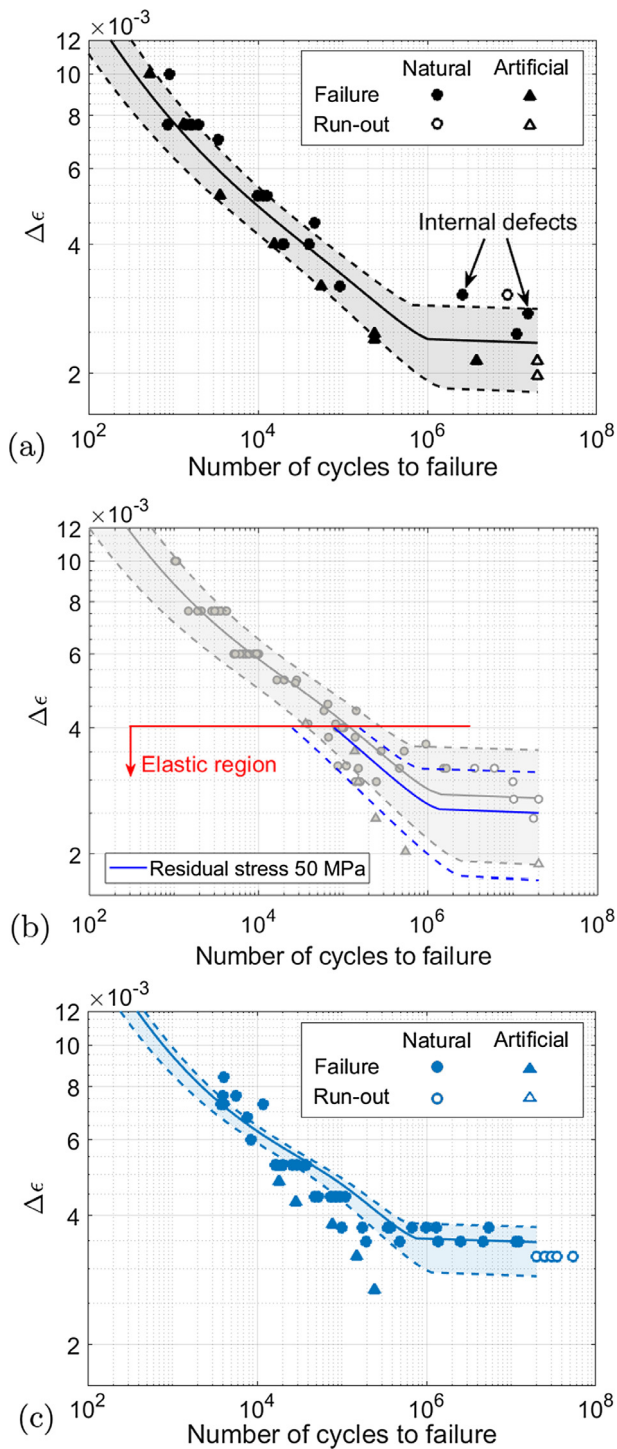 ×10⁻³
12
10
8
6
4
2
Δϵ
Natural Artificial
Failure
Run-out
Internal defects
10² 10⁴ 10⁶ 10⁸
(a) Number of cycles to failure
×10⁻³
12
10
8
6
4
2
Δϵ
Elastic region
Residual stress 50 MPa
10² 10⁴ 10⁶ 10⁸
(b) Number of cycles to failure
×10⁻³
12
10
8
6
4
2
Δϵ
Natural Artificial
Failure
Run-out
10² 10⁴ 10⁶ 10⁸
(c) Number of cycles to failure